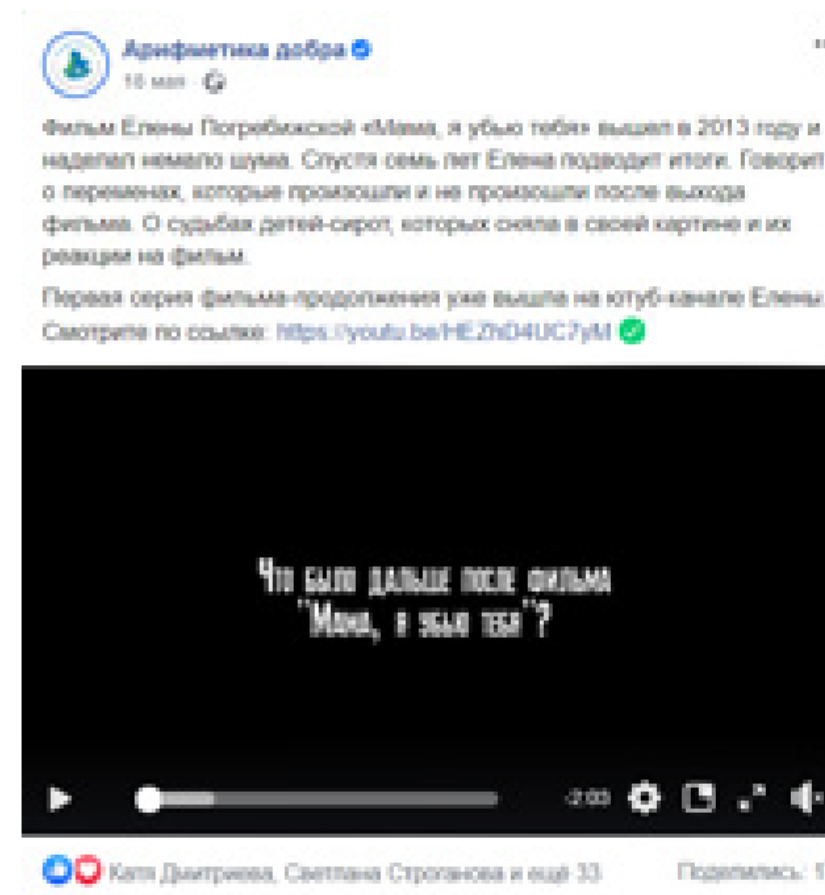 Арифметика добра
18 мая
Фильм Елены Погребижской «Мама, я убью тебя» вышел в 2013 году и
наделал немало шума. Спустя семь лет Елена подводит итоги. Говорит
о переменах, которые произошли и не произошли после выхода
фильма. О судьбах детей-сирот, которых сняла в своей картине и их
реакции на фильм.
Первая серия фильма-продолжения уже вышла на ютуб-канале Елены
Смотрите по ссылке: https://youtu.be/HEZhD4UC7yM
Что было дальше после фильма
"Мама, я убью тебя"?
-2:03
Катя Дмитриева, Светлана Строганова и ещё 33
Поделились: